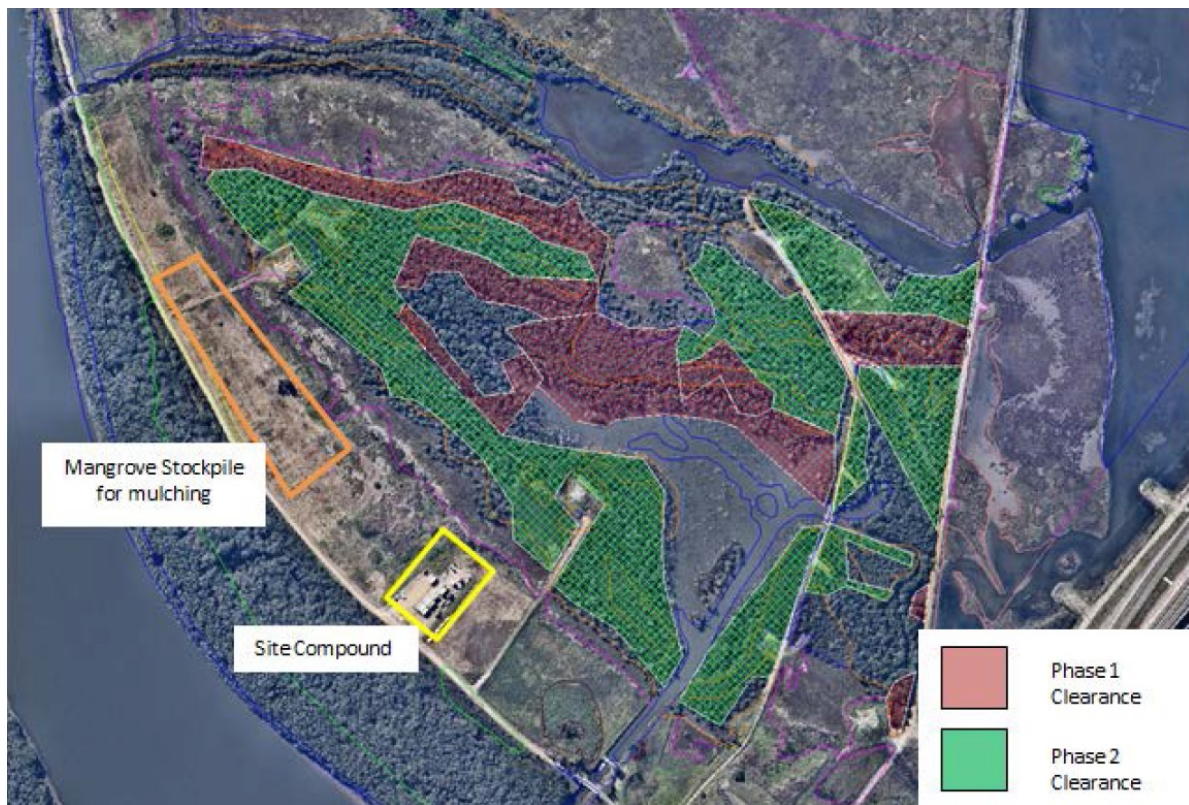 Mangrove Stockpile
for mulching
Site Compound
Phase 1
Clearance
Phase 2
Clearance